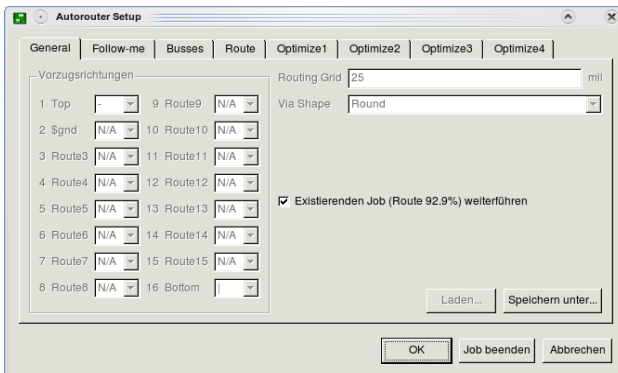 Autorouter Setup
General Follow-me Busses Route Optimize1 Optimize2 Optimize3 Optimize4
Vorzugsrichtungen
1 Top - 9 Route9 N/A
2 $gnd N/A 10 Route10 N/A
3 Route3 N/A 11 Route11 N/A
4 Route4 N/A 12 Route12 N/A
5 Route5 N/A 13 Route13 N/A
6 Route6 N/A 14 Route14 N/A
7 Route7 N/A 15 Route15 N/A
8 Route8 N/A 16 Bottom |
Routing Grid 25 mil
Via Shape Round
Existierenden Job (Route 92.9%) weiterführen
Laden... Speichern unter...
OK Job beenden Abbrechen